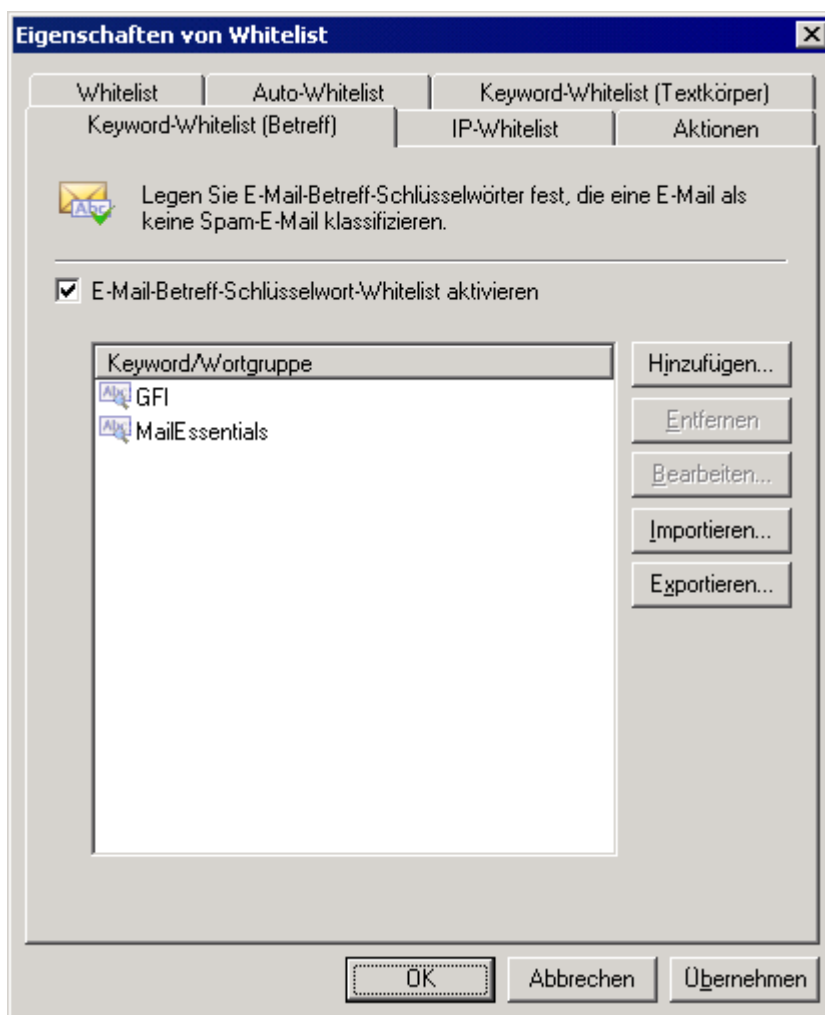 Eigenschaften von Whitelist
Whitelist
Auto-Whitelist
Keyword-Whitelist (Textkörper)
Keyword-Whitelist (Betreff)
IP-Whitelist
Aktionen
Legen Sie E-Mail-Betreff-Schlüsselwörter fest, die eine E-Mail als
keine Spam-E-Mail klassifizieren.
E-Mail-Betreff-Schlüsselwort-Whitelist aktivieren
Keyword/Wortgruppe
GFI
MailEssentials
Hinzufügen...
Entfernen
Bearbeiten...
Importieren...
Exportieren...
OK
Abbrechen
Übernehmen